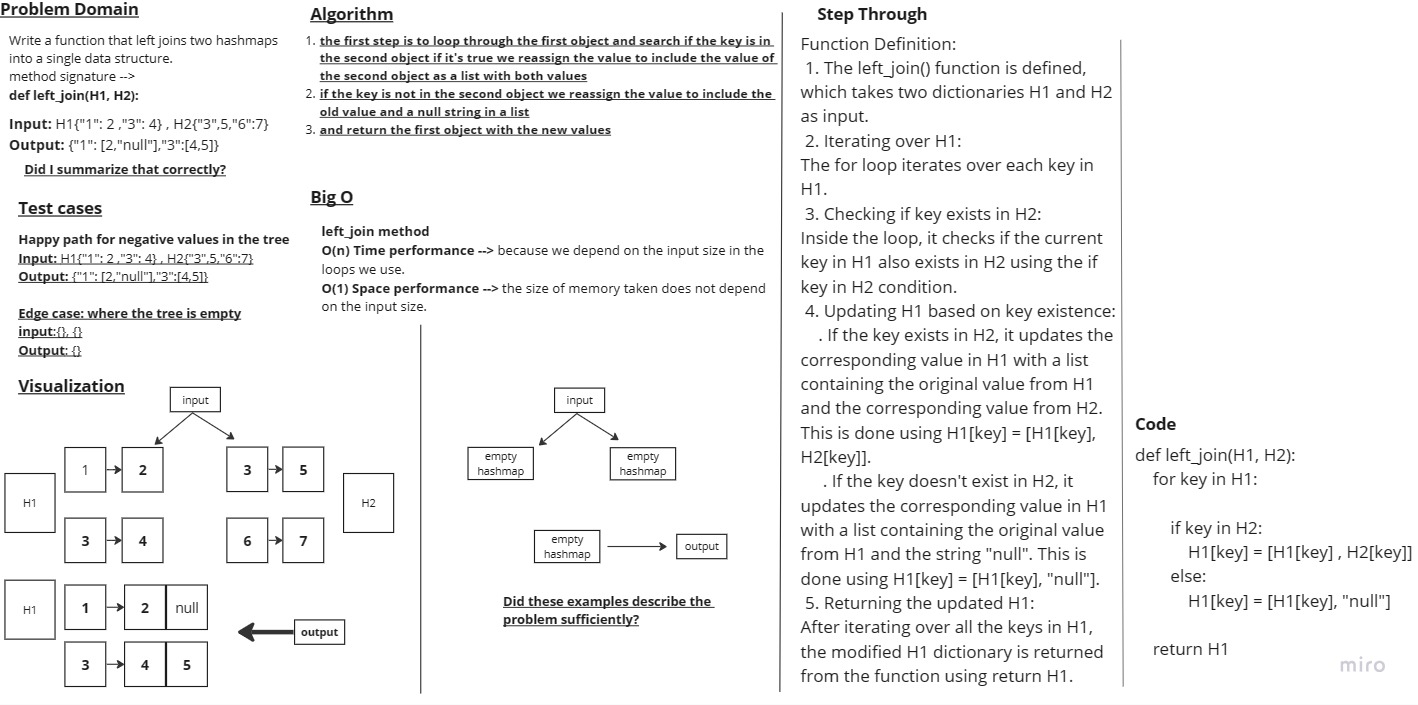 Problem Domain
Write a function that left joins two hashmaps
into a single data structure.
method signature -->
def left_join(H1, H2):
Input: H1{"1": 2 ,"3": 4} , H2{"3",5,"6":7}
Output: {"1": [2,"null"],"3":[4,5]}
Did I summarize that correctly?
Test cases
Happy path for negative values in the tree
Input: H1{"1": 2 ,"3": 4} , H2{"3",5,"6":7}
Output: {"1": [2,"null"],"3":[4,5]}
Edge case: where the tree is empty
input:{}, {}
Output: {}
Visualization
input
1
2
3
5
H1
H2
3
4
6
7
H1
1
2
null
output
3
4
5
Algorithm
1. the first step is to loop through the first object and search if the key is in
the second object if it's true we reassign the value to include the value of
the second object as a list with both values
2. if the key is not in the second object we reassign the value to include the
old value and a null string in a list
3. and return the first object with the new values
Big O
left_join method
O(n) Time performance --> because we depend on the input size in the
loops we use.
O(1) Space performance --> the size of memory taken does not depend
on the input size.
input
empty
hashmap
empty
hashmap
empty
hashmap
output
Did these examples describe the
problem sufficiently?
Step Through
Function Definition:
1. The left_join() function is defined,
which takes two dictionaries H1 and H2
as input.
2. Iterating over H1:
The for loop iterates over each key in
H1.
3. Checking if key exists in H2:
Inside the loop, it checks if the current
key in H1 also exists in H2 using the if
key in H2 condition.
4. Updating H1 based on key existence:
. If the key exists in H2, it updates the
corresponding value in H1 with a list
containing the original value from H1
and the corresponding value from H2.
This is done using H1[key] = [H1[key],
H2[key]].
. If the key doesn't exist in H2, it
updates the corresponding value in H1
with a list containing the original value
from H1 and the string "null". This is
done using H1[key] = [H1[key], "null"].
5. Returning the updated H1:
After iterating over all the keys in H1,
the modified H1 dictionary is returned
from the function using return H1.
Code
def left_join(H1, H2):
for key in H1:
if key in H2:
H1[key] = [H1[key] , H2[key]]
else:
H1[key] = [H1[key], "null"]
return H1
miro